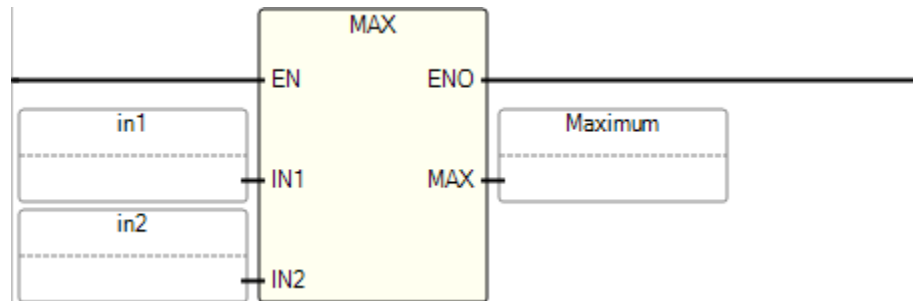 MAX
EN ENO
in1 Maximum
IN1 MAX
in2
IN2